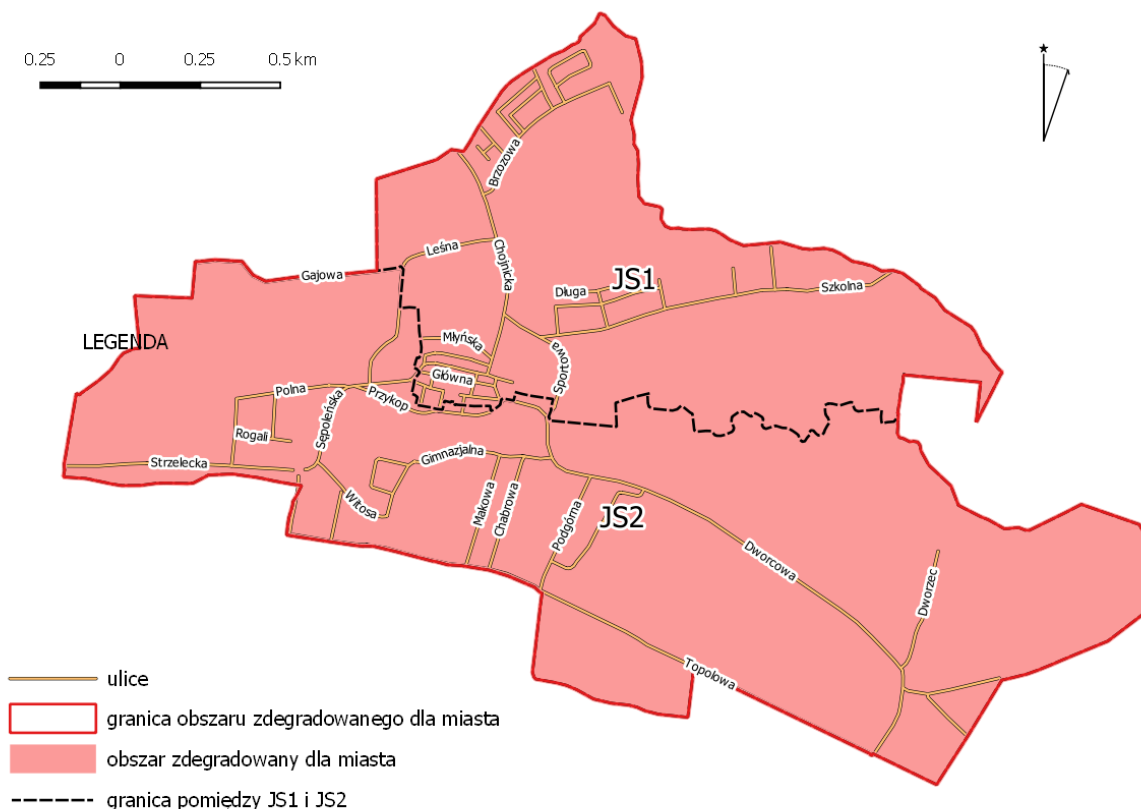 0.25 0 0.25 0.5 km
Brzozowa
Leśna
Chojnicka
Gajowa
JS1
Długa
Szkolna
LEGENDA
Młyńska
Sportowa
Główna
Polna
Przykop
Sępoleńska
Rogali
Strzelecka
Gimnazjalna
Witosa
Makowa
Chabrowa
Podgórna
JS2
Dworcowa
Dworzec
Topolowa
ulice
granica obszaru zdegradowanego dla miasta
obszar zdegradowany dla miasta
granica pomiędzy JS1 i JS2